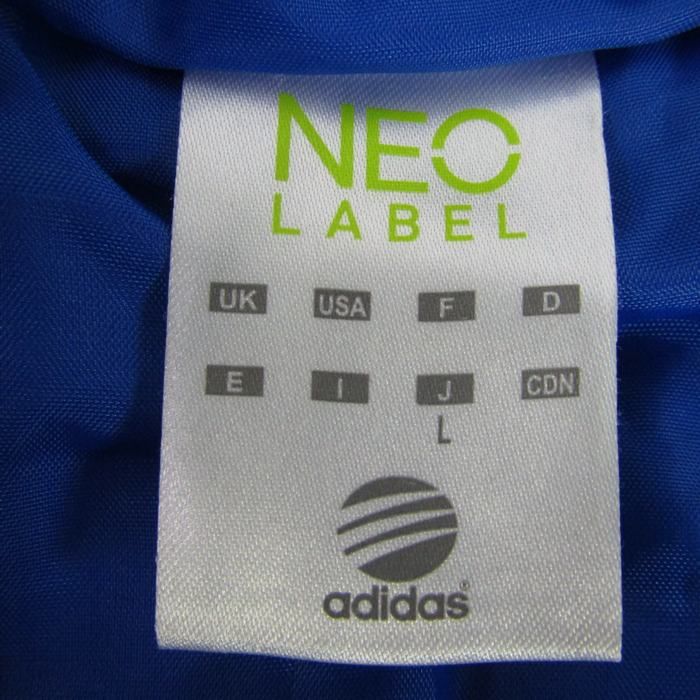 NEO
LABEL
UK USA F D
E I J CDN
L
adidas®